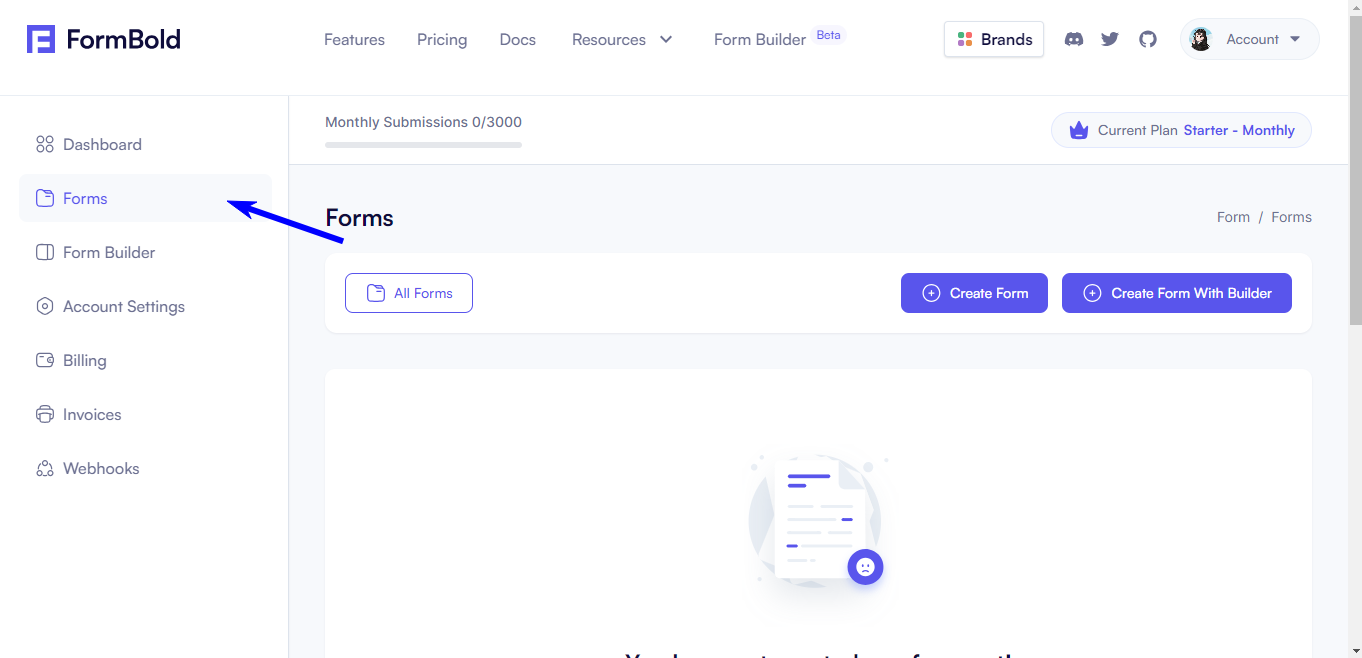 FormBold
Features
Pricing
Docs
Resources
Form Builder Beta
Brands
Account
Dashboard
Forms
Form Builder
Account Settings
Billing
Invoices
Webhooks
Monthly Submissions 0/3000
Current Plan Starter - Monthly
Forms
Form / Forms
All Forms
Create Form
Create Form With Builder